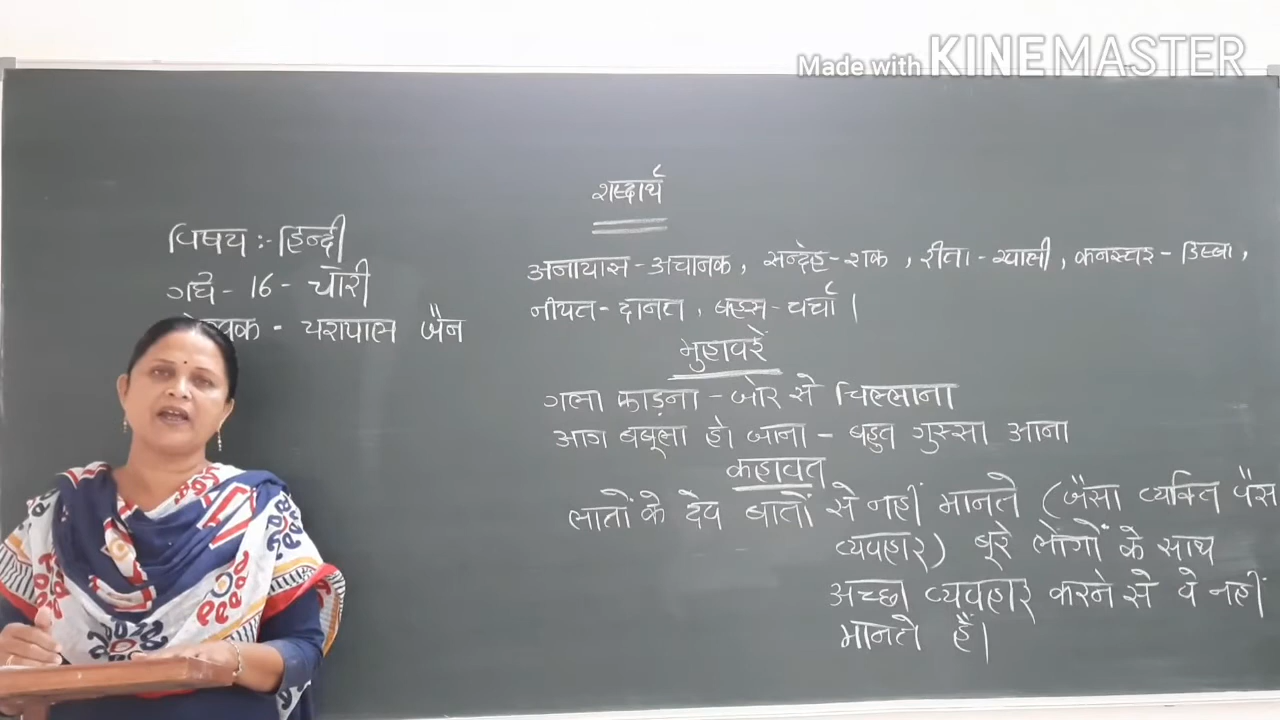 Made with KINEMASTER
शब्दार्थ
विषय :- हिन्दी
गद्य - 16 - चोरी
यशपाल जैन
अनायास - अचानक, सन्देह - शक, रीता - खाली, कनस्तर - डिब्बा,
नीयत - दानत, बहस - चर्चा।
मुहावरें
गला फाड़ना - जोर से चिल्लाना
आग बबूला हो जाना - बहुत गुस्सा आना
कहावत
लातों के देव बातों से नहीं मानते (जैसा व्यक्ति वैस
व्यवहार) बूरे लोंगों के साथ
अच्छा व्यवहार करने से वे नहीं
मानते हैं।